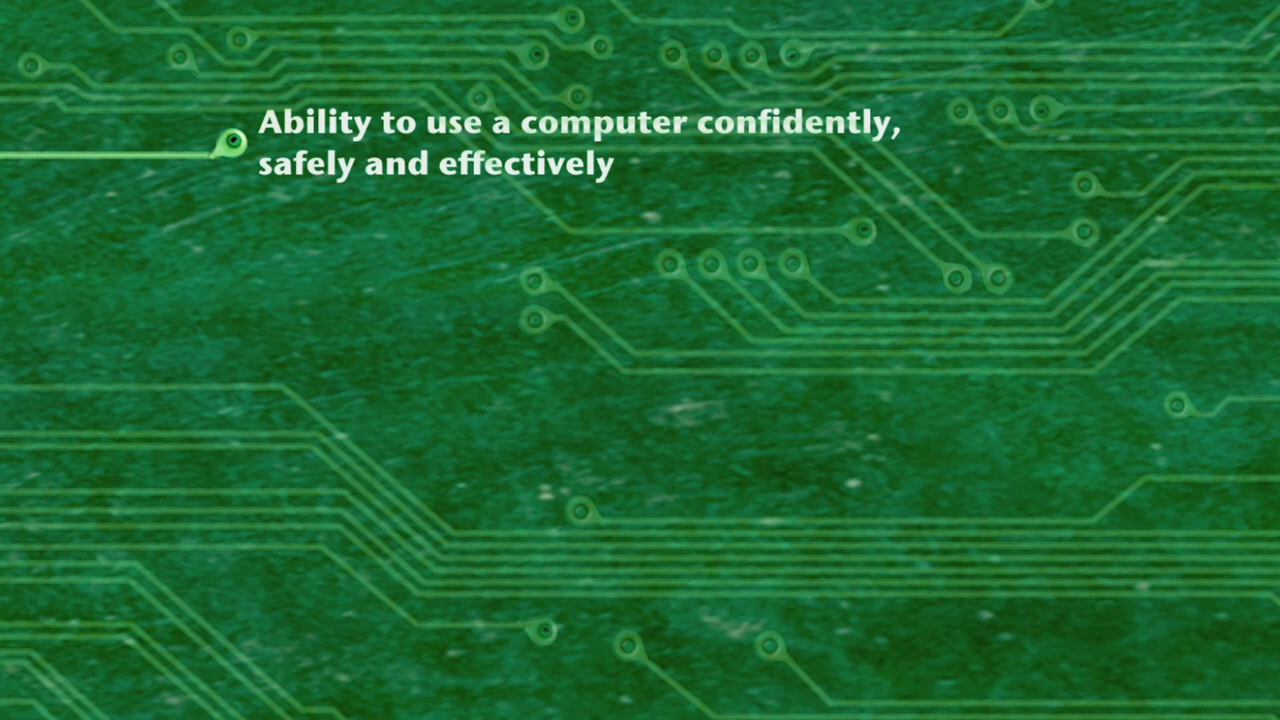 Ability to use a computer confidently,
safely and effectively